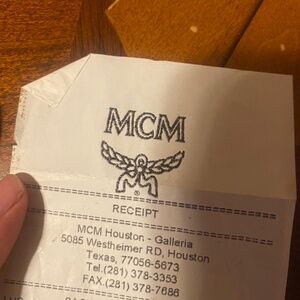 MCM
M
®
RECEIPT
MCM Houston - Galleria
5085 Westheimer RD, Houston
Texas, 77056-5673
Tel.(281) 378-3353
FAX.(281) 378-7686